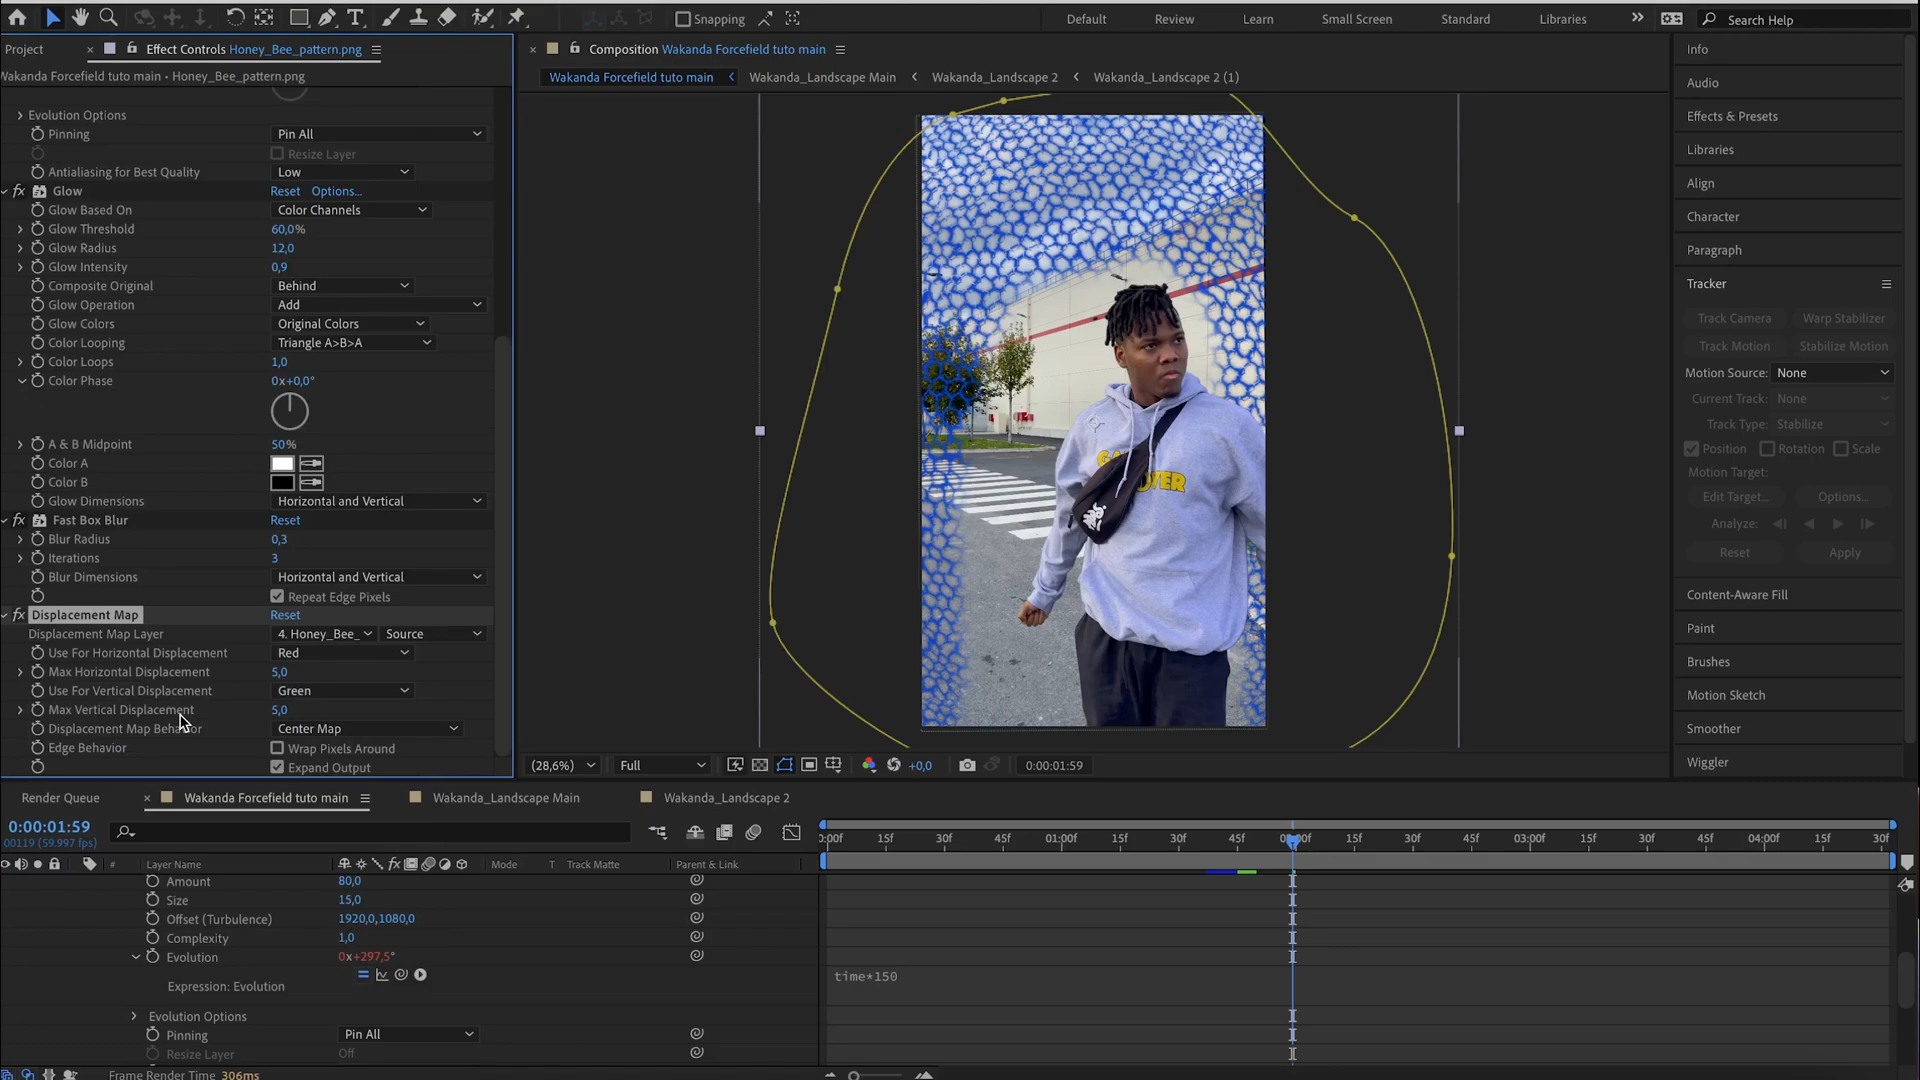 Snapping
Default
Review
Learn
Small Screen
Standard
Libraries
Search Help
Project
Effect Controls Honey_Bee_pattern.png
Wakanda Forcefield tuto main • Honey_Bee_pattern.png
Evolution Options
Pinning Pin All
Resize Layer
Antialiasing for Best Quality Low
fx Glow Reset Options...
Glow Based On Color Channels
Glow Threshold 60,0%
Glow Radius 12,0
Glow Intensity 0,9
Composite Original Behind
Glow Operation Add
Glow Colors Original Colors
Color Looping Triangle A>B>A
Color Loops 1,0
Color Phase 0x+0,0°
A & B Midpoint 50%
Color A
Color B
Glow Dimensions Horizontal and Vertical
fx Fast Box Blur Reset
Blur Radius 0,3
Iterations 3
Blur Dimensions Horizontal and Vertical
Repeat Edge Pixels
fx Displacement Map Reset
Displacement Map Layer 4. Honey_Bee_ Source
Use For Horizontal Displacement Red
Max Horizontal Displacement 5,0
Use For Vertical Displacement Green
Max Vertical Displacement 5,0
Displacement Map Behavior Center Map
Edge Behavior Wrap Pixels Around
Expand Output
Composition Wakanda Forcefield tuto main
Wakanda Forcefield tuto main Wakanda_Landscape Main Wakanda_Landscape 2 Wakanda_Landscape 2 (1)
(28,6%) Full +0,0 0:00:01:59
Info
Audio
Effects & Presets
Libraries
Align
Character
Paragraph
Tracker
Track Camera Warp Stabilizer
Track Motion Stabilize Motion
Motion Source: None
Current Track: None
Track Type: Stabilize
Position Rotation Scale
Motion Target:
Edit Target... Options...
Analyze:
Reset Apply
Content-Aware Fill
Paint
Brushes
Motion Sketch
Smoother
Wiggler
Render Queue Wakanda Forcefield tuto main Wakanda_Landscape Main Wakanda_Landscape 2
0:00:01:59
00119 (59.997 fps)
:00f 15f 30f 45f 01:00f 15f 30f 45f 15f 30f 45f 03:00f 15f 30f 45f 04:00f 15f 30f
# Layer Name fx Mode T Track Matte Parent & Link
Amount 80,0
Size 15,0
Offset (Turbulence) 1920,0,1080,0
Complexity 1,0
Evolution 0x+297,5°
Expression: Evolution time*150
Evolution Options
Pinning Pin All
Resize Layer Off
Frame Render Time 306ms